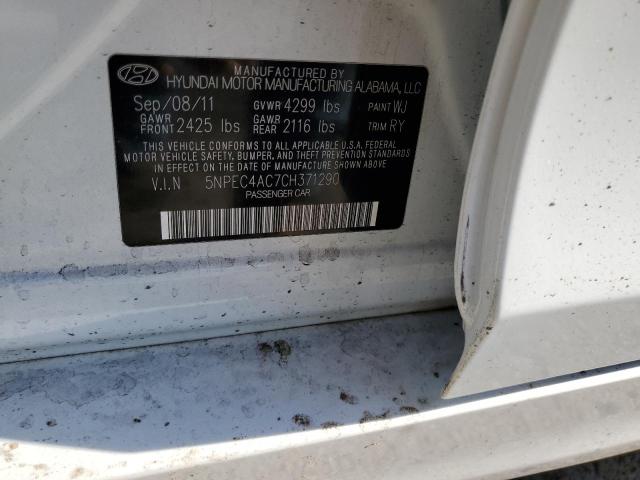 MANUFACTURED BY
HYUNDAI MOTOR MANUFACTURING ALABAMA, LLC
Sep/08/11 GVWR 4299 lbs PAINT WJ
GAWR FRONT 2425 lbs GAWR REAR 2116 lbs TRIM RY
THIS VEHICLE CONFORMS TO ALL APPLICABLE U.S.A. FEDERAL
MOTOR VEHICLE SAFETY, BUMPER, AND THEFT PREVENTION STANDARDS
IN EFFECT ON THE DATE OF MANUFACTURE SHOWN ABOVE.
V.I.N 5NPEC4AC7CH371290
PASSENGER CAR